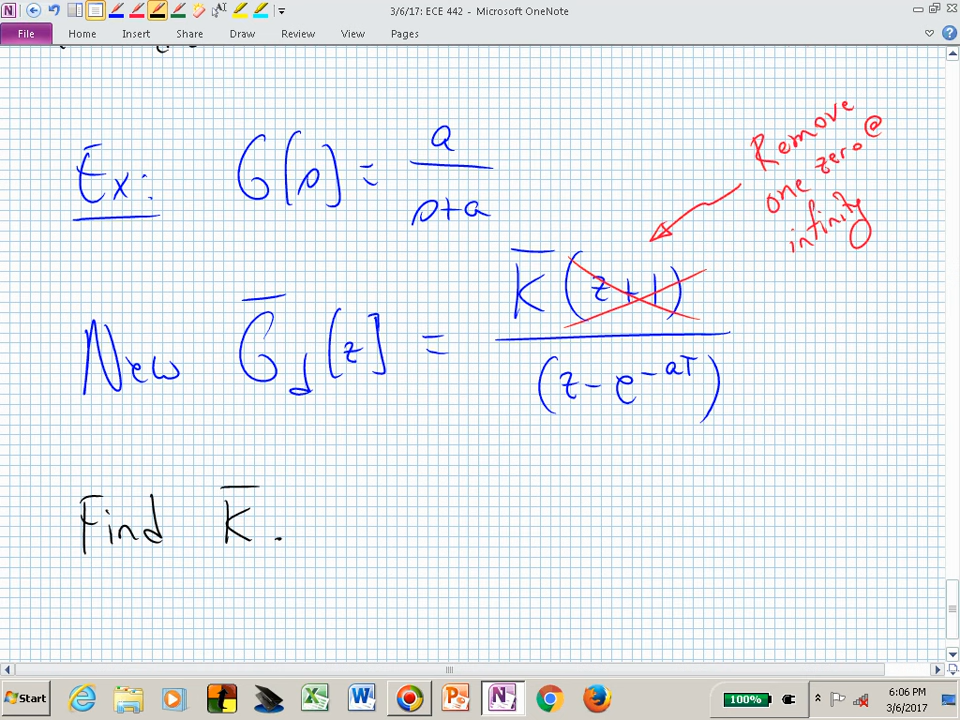 3/6/17: ECE 442 - Microsoft OneNote
File Home Insert Share Draw Review View Pages
Remove
one zero @
infinity
Ex: G(s) = a
s+a
New G̅d[z] = K̅ (z+1)
(z - e^-aT)
Find K̅.
Start
100%
6:06 PM
3/6/2017